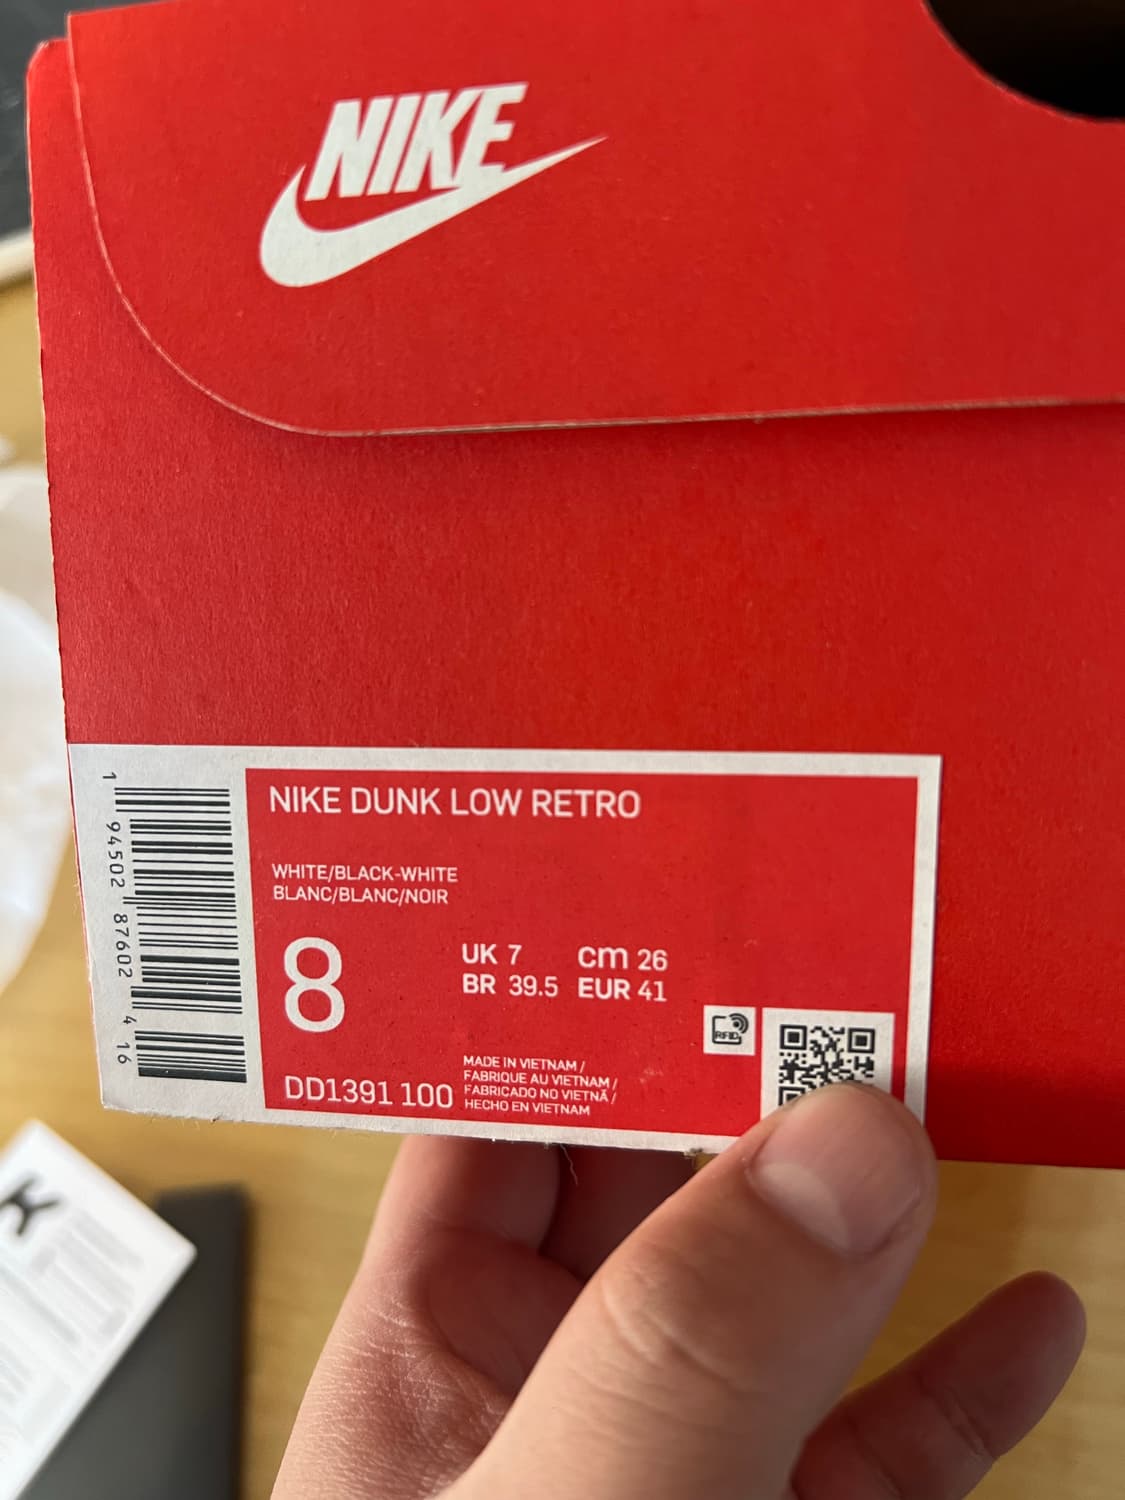 NIKE
NIKE DUNK LOW RETRO
WHITE/BLACK-WHITE
BLANC/BLANC/NOIR
8
UK 7 cm 26
BR 39.5 EUR 41
RFID
DD1391 100
MADE IN VIETNAM /
FABRIQUE AU VIETNAM /
FABRICADO NO VIETNÃ /
HECHO EN VIETNAM
1 94502 87602 4 16
K